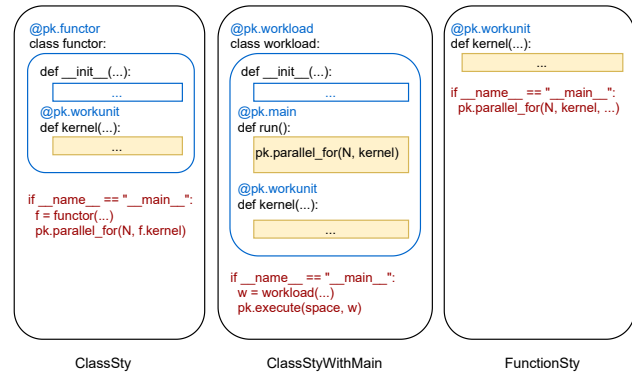 @pk.functor
class functor:
def __init__(...):
...
@pk.workunit
def kernel(...):
...
if __name__ == "__main__":
f = functor(...)
pk.parallel_for(N, f.kernel)
ClassSty
@pk.workload
class workload:
def __init__(...):
...
@pk.main
def run():
pk.parallel_for(N, kernel)
@pk.workunit
def kernel(...):
...
if __name__ == "__main__":
w = workload(...)
pk.execute(space, w)
ClassStyWithMain
@pk.workunit
def kernel(...):
...
if __name__ == "__main__":
pk.parallel_for(N, kernel, ...)
FunctionSty